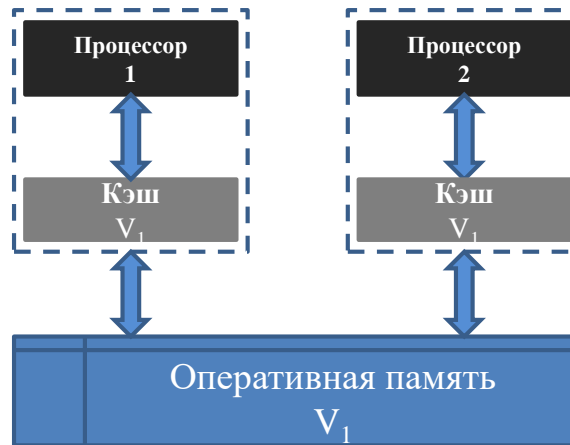 Процессор
1
Процессор
2
Кэш
V₁
Кэш
V₁
Оперативная память
V₁